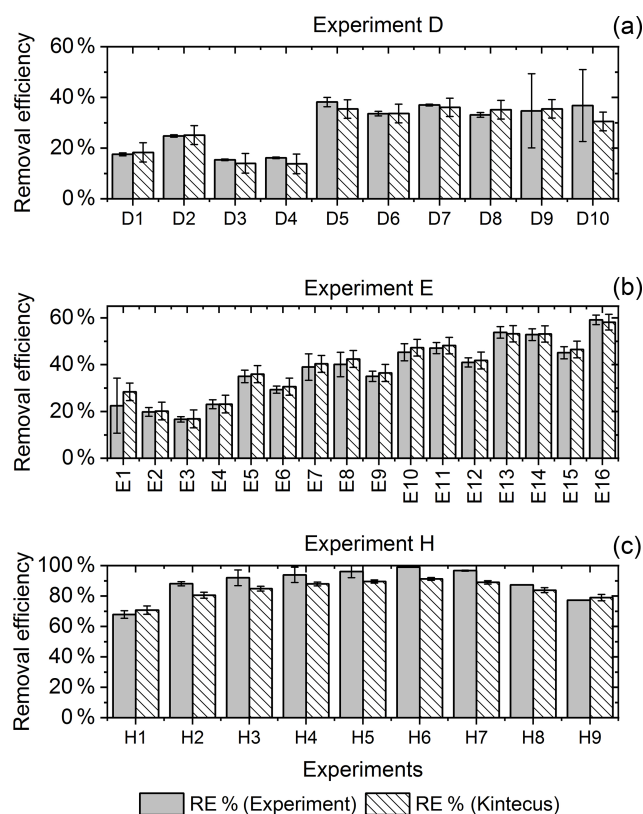 Experiment D
(a)
Removal efficiency
60 %
40 %
20 %
0 %
D1 D2 D3 D4 D5 D6 D7 D8 D9 D10
Experiment E
(b)
Removal efficiency
60 %
40 %
20 %
0 %
E1 E2 E3 E4 E5 E6 E7 E8 E9 E10 E11 E12 E13 E14 E15 E16
Experiment H
(c)
Removal efficiency
100 %
80 %
60 %
40 %
20 %
0 %
H1 H2 H3 H4 H5 H6 H7 H8 H9
Experiments
RE % (Experiment) RE % (Kintecus)